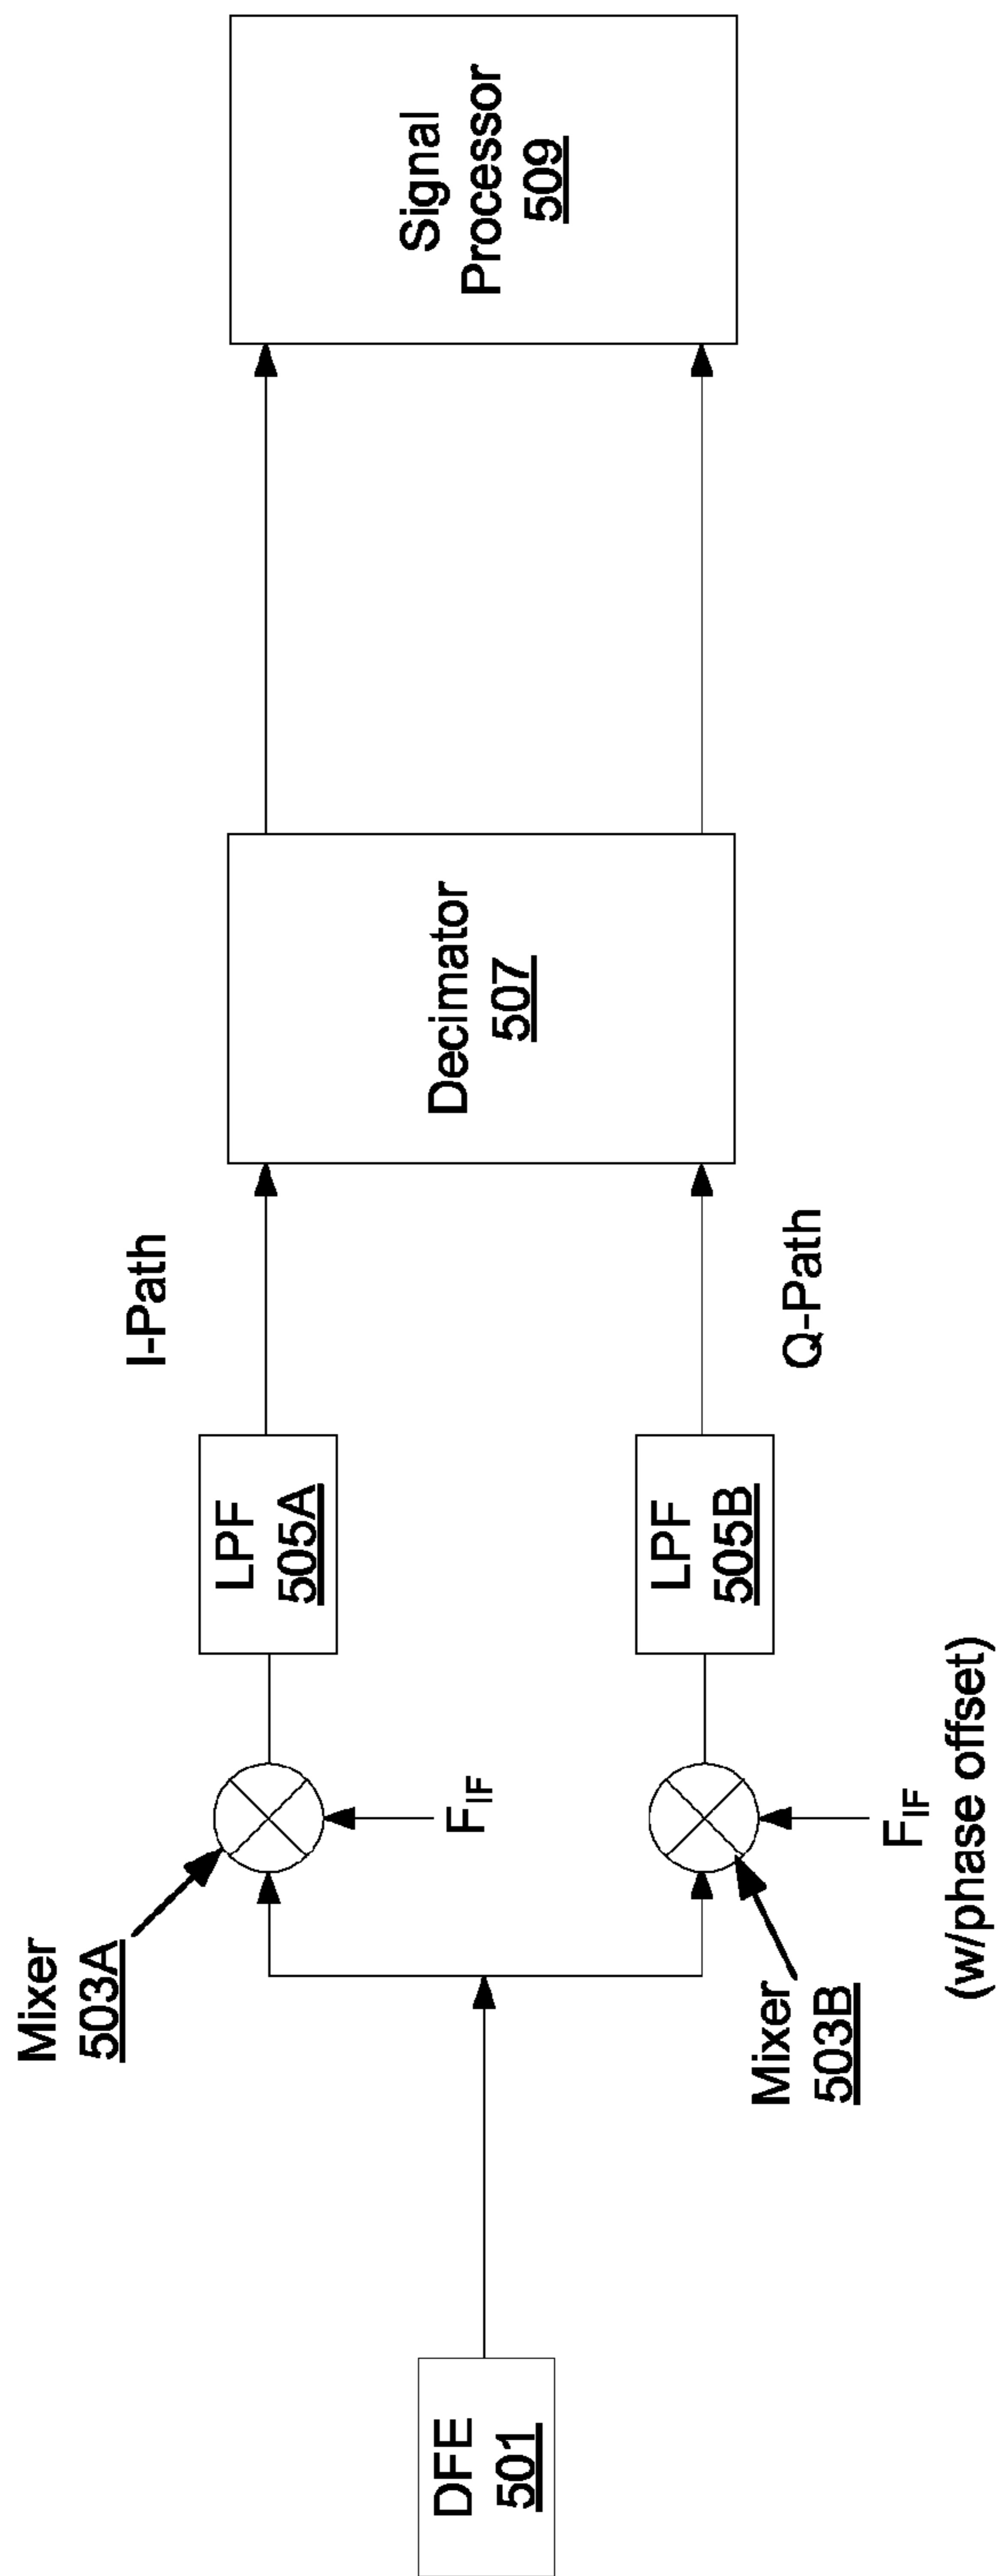 DFE
501
Mixer
503A
F_IF
Mixer
503B
F_IF
(w/phase offset)
LPF
505A
LPF
505B
I-Path
Q-Path
Decimator
507
Signal
Processor
509